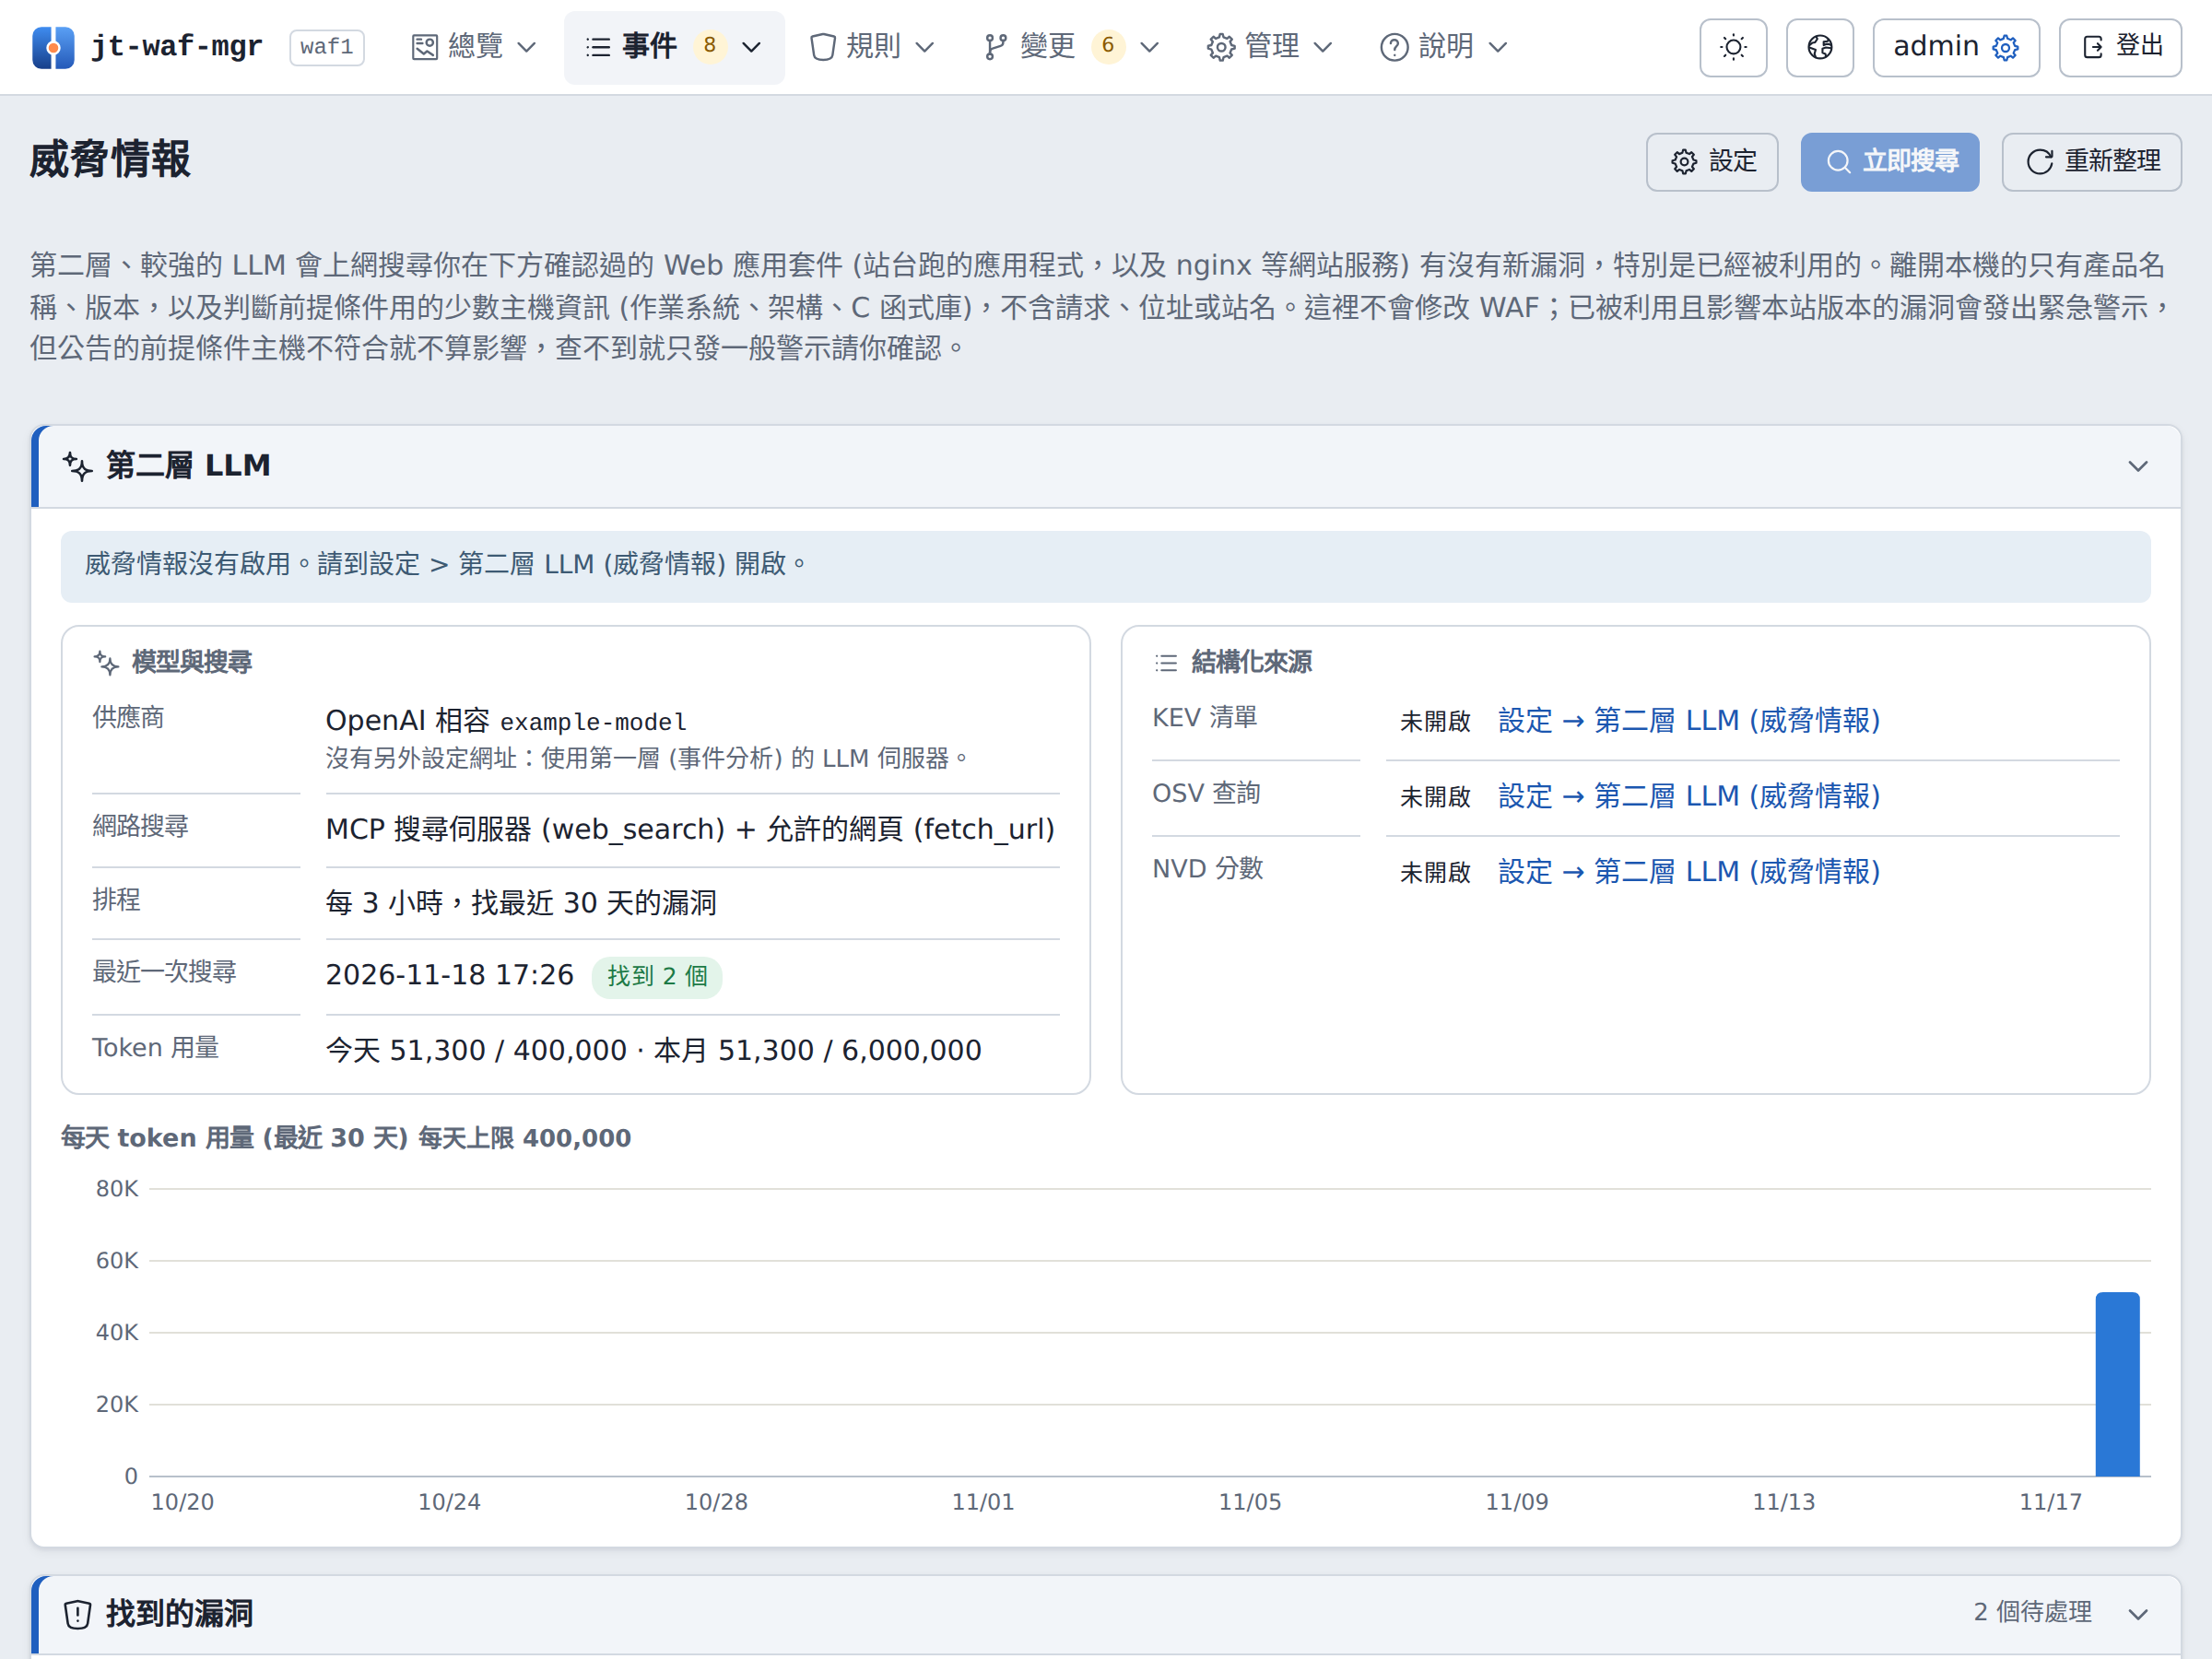 jt-waf-mgr waf1 總覽 事件 8 規則 變更 6 管理 說明 admin 登出
威脅情報 設定 立即搜尋 重新整理
第二層、較強的 LLM 會上網搜尋你在下方確認過的 Web 應用套件 (站台跑的應用程式，以及 nginx 等網站服務) 有沒有新漏洞，特別是已經被利用的。離開本機的只有產品名
稱、版本，以及判斷前提條件用的少數主機資訊 (作業系統、架構、C 函式庫)，不含請求、位址或站名。這裡不會修改 WAF；已被利用且影響本站版本的漏洞會發出緊急警示，
但公告的前提條件主機不符合就不算影響，查不到就只發一般警示請你確認。
第二層 LLM
威脅情報沒有啟用。請到設定 > 第二層 LLM (威脅情報) 開啟。
模型與搜尋
供應商 OpenAI 相容 example-model
沒有另外設定網址：使用第一層 (事件分析) 的 LLM 伺服器。
網路搜尋 MCP 搜尋伺服器 (web_search) + 允許的網頁 (fetch_url)
排程 每 3 小時，找最近 30 天的漏洞
最近一次搜尋 2026-11-18 17:26 找到 2 個
Token 用量 今天 51,300 / 400,000 · 本月 51,300 / 6,000,000
結構化來源
KEV 清單 未開啟 設定 → 第二層 LLM (威脅情報)
OSV 查詢 未開啟 設定 → 第二層 LLM (威脅情報)
NVD 分數 未開啟 設定 → 第二層 LLM (威脅情報)
每天 token 用量 (最近 30 天) 每天上限 400,000
80K
60K
40K
20K
0
10/20 10/24 10/28 11/01 11/05 11/09 11/13 11/17
找到的漏洞 2 個待處理